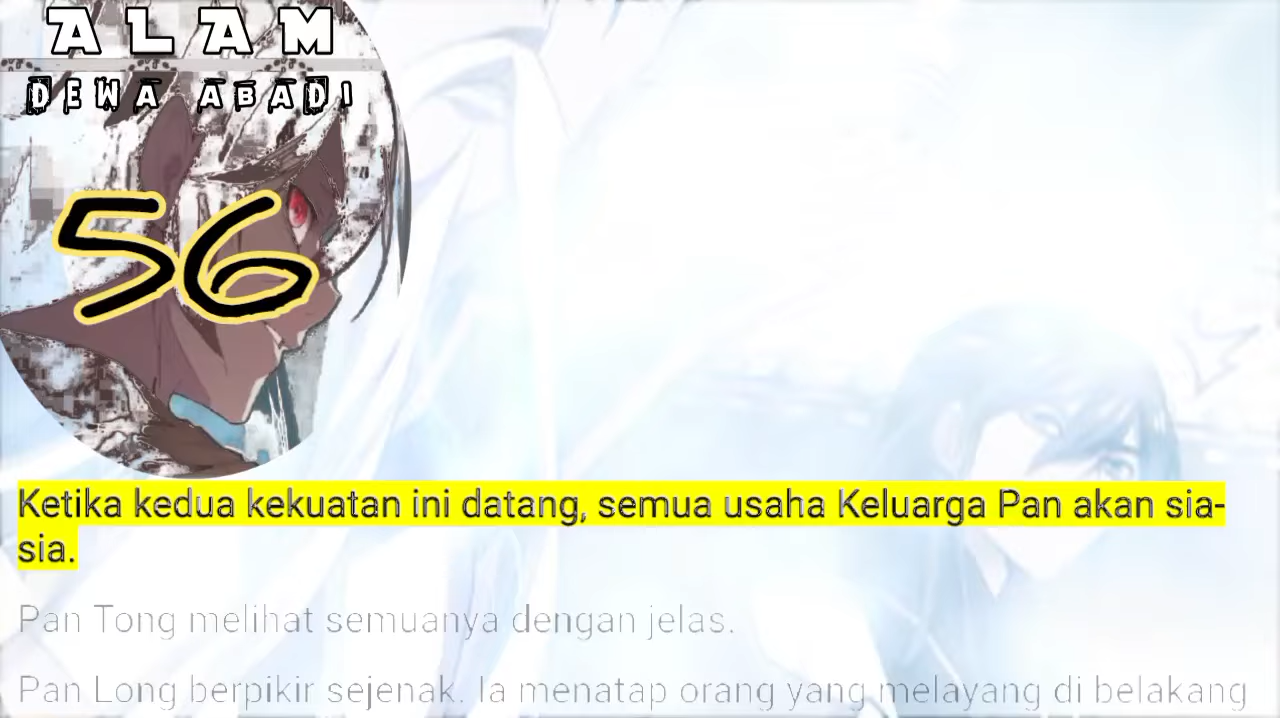 ALAM
DEWA ABADI
56
Ketika kedua kekuatan ini datang, semua usaha Keluarga Pan akan sia-
sia.
Pan Tong melihat semuanya dengan jelas.
Pan Long berpikir sejenak. Ia menatap orang yang melayang di belakang